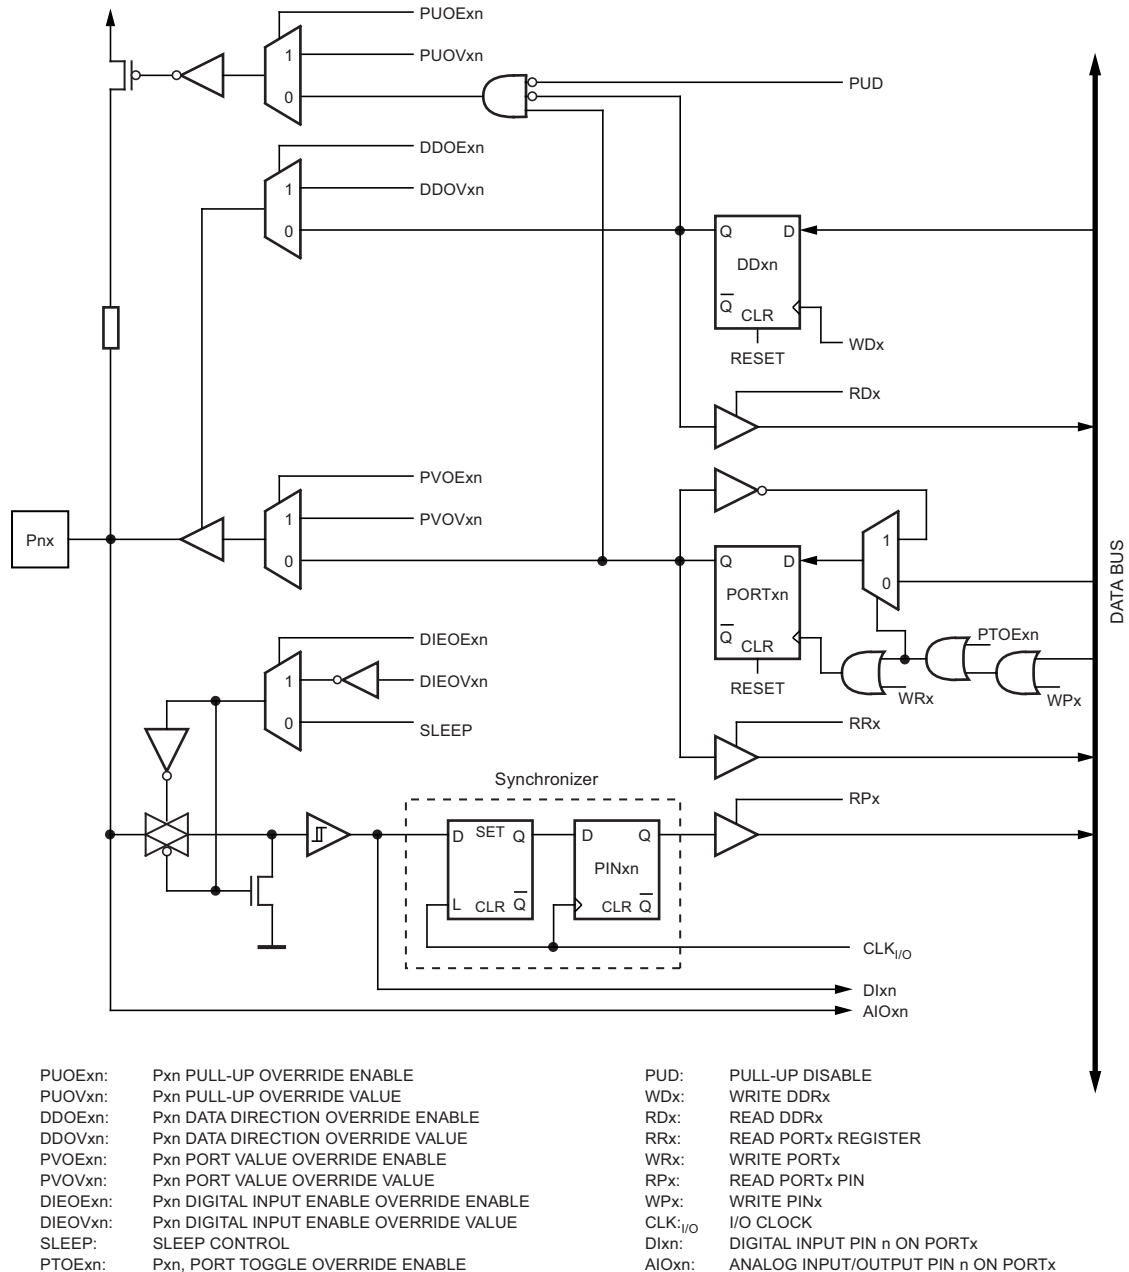 PUOExn
PUOVxn
1
0
PUD
DDOExn
DDOVxn
1
0
Q D
DDxn
Q
CLR
RESET
WDx
RDx
PVOExn
PVOVxn
1
0
Pnx
Q D
PORTxn
Q
CLR
RESET
1
0
DATA BUS
PTOExn
WRx
WPx
DIEOExn
DIEOVxn
1
0
SLEEP
RRx
Synchronizer
RPx
D SET Q
L CLR Q
D Q
PINxn
CLR Q
CLKI/O
DIxn
AIOxn
PUOExn: Pxn PULL-UP OVERRIDE ENABLE
PUOVxn: Pxn PULL-UP OVERRIDE VALUE
DDOExn: Pxn DATA DIRECTION OVERRIDE ENABLE
DDOVxn: Pxn DATA DIRECTION OVERRIDE VALUE
PVOExn: Pxn PORT VALUE OVERRIDE ENABLE
PVOVxn: Pxn PORT VALUE OVERRIDE VALUE
DIEOExn: Pxn DIGITAL INPUT ENABLE OVERRIDE ENABLE
DIEOVxn: Pxn DIGITAL INPUT ENABLE OVERRIDE VALUE
SLEEP: SLEEP CONTROL
PTOExn: Pxn, PORT TOGGLE OVERRIDE ENABLE
PUD: PULL-UP DISABLE
WDx: WRITE DDRx
RDx: READ DDRx
RRx: READ PORTx REGISTER
WRx: WRITE PORTx
RPx: READ PORTx PIN
WPx: WRITE PINx
CLK:I/O I/O CLOCK
DIxn: DIGITAL INPUT PIN n ON PORTx
AIOxn: ANALOG INPUT/OUTPUT PIN n ON PORTx